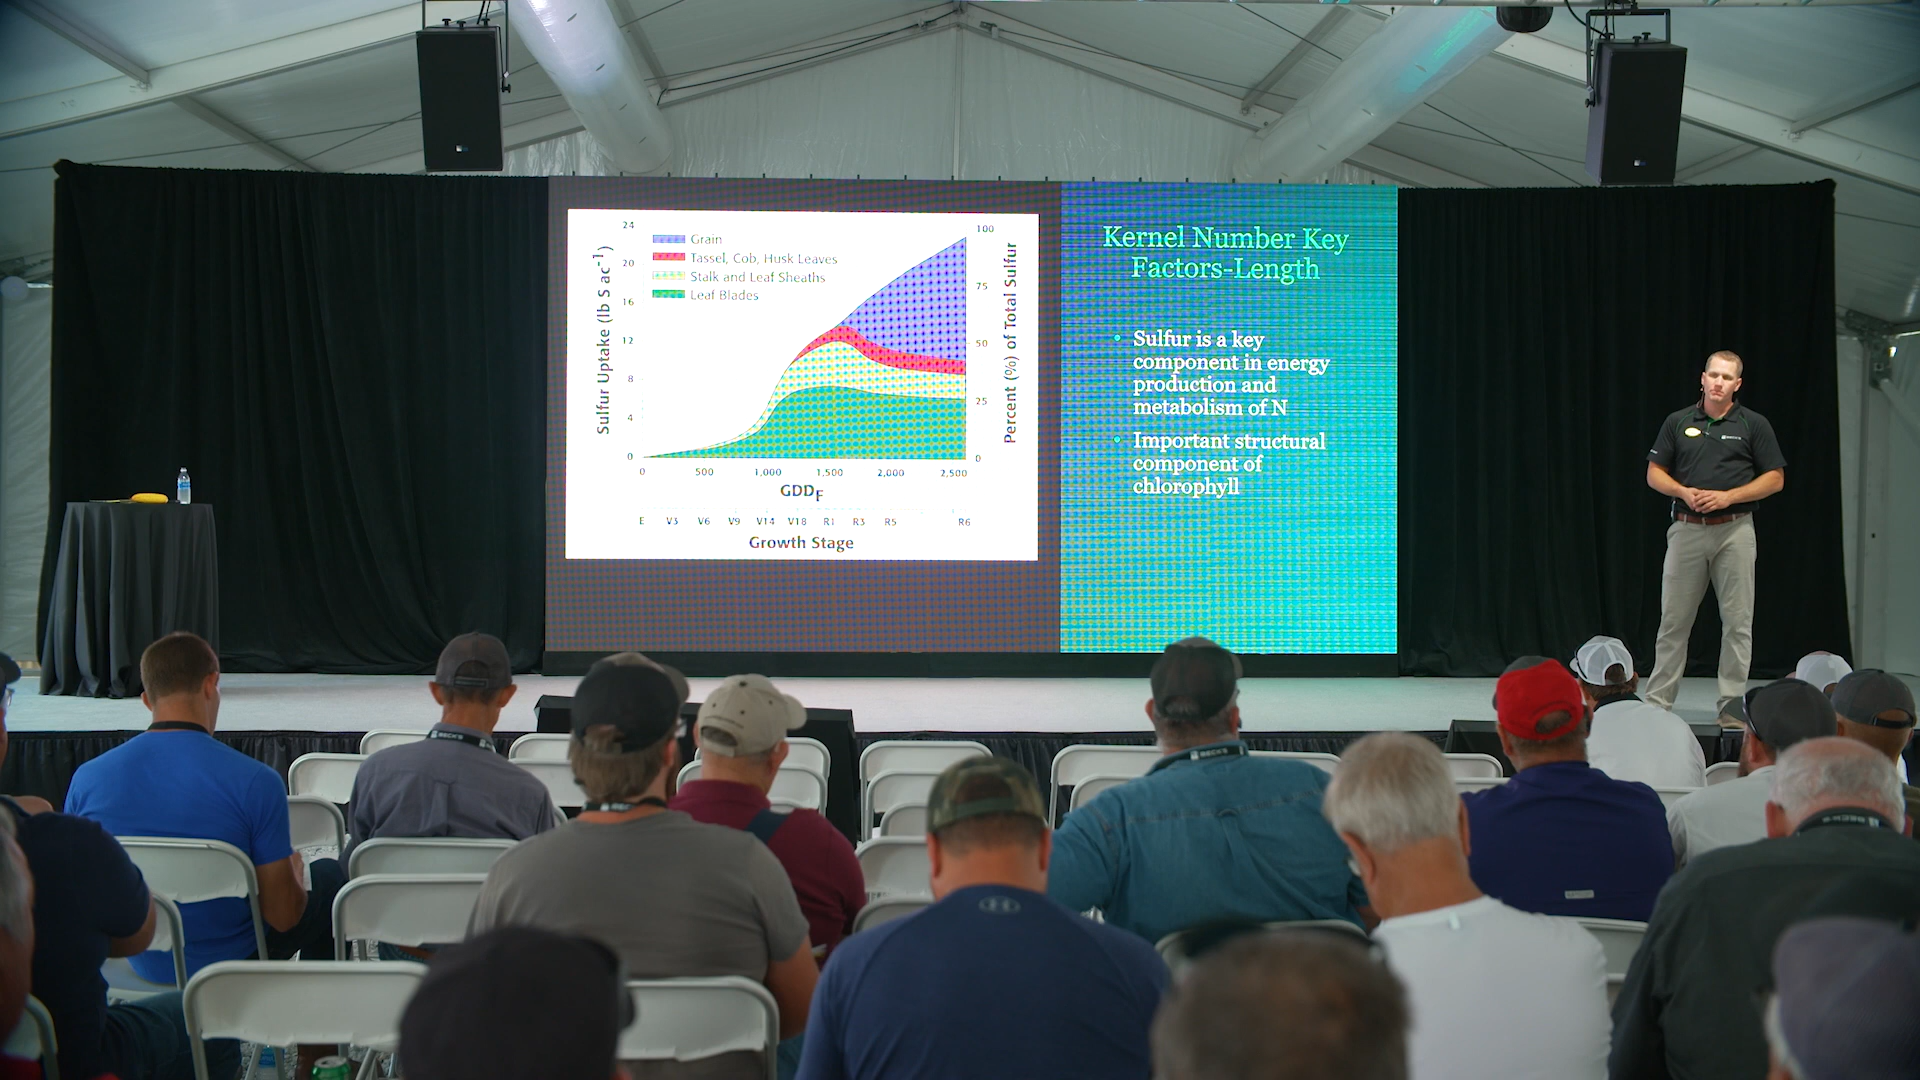 24
20
16
12
8
4
0
Sulfur Uptake (lb S ac-1)
Grain
Tassel, Cob, Husk Leaves
Stalk and Leaf Sheaths
Leaf Blades
100
75
50
25
0
Percent (%) of Total Sulfur
0 500 1,000 1,500 2,000 2,500
GDDF
E V3 V6 V9 V14 V18 R1 R3 R5 R6
Growth Stage
Kernel Number Key
Factors-Length
• Sulfur is a key
component in energy
production and
metabolism of N
• Important structural
component of
chlorophyll
BECK'S
BECK'S